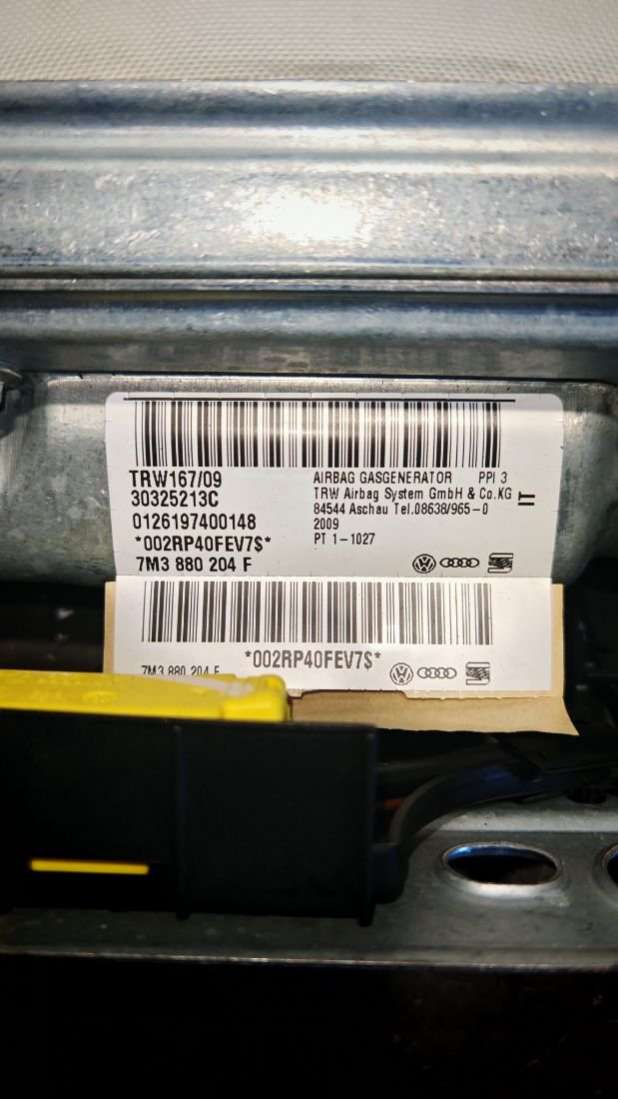 TRW167/09
30325213C
0126197400148
*002RP40FEV7$*
7M3 880 204 F
AIRBAG GASGENERATOR PPI 3
TRW Airbag System GmbH & Co.KG
84544 Aschau Tel.08638/965-0
2009
PT 1-1027
IT
*002RP40FEV7$*
7M3 880 204 F